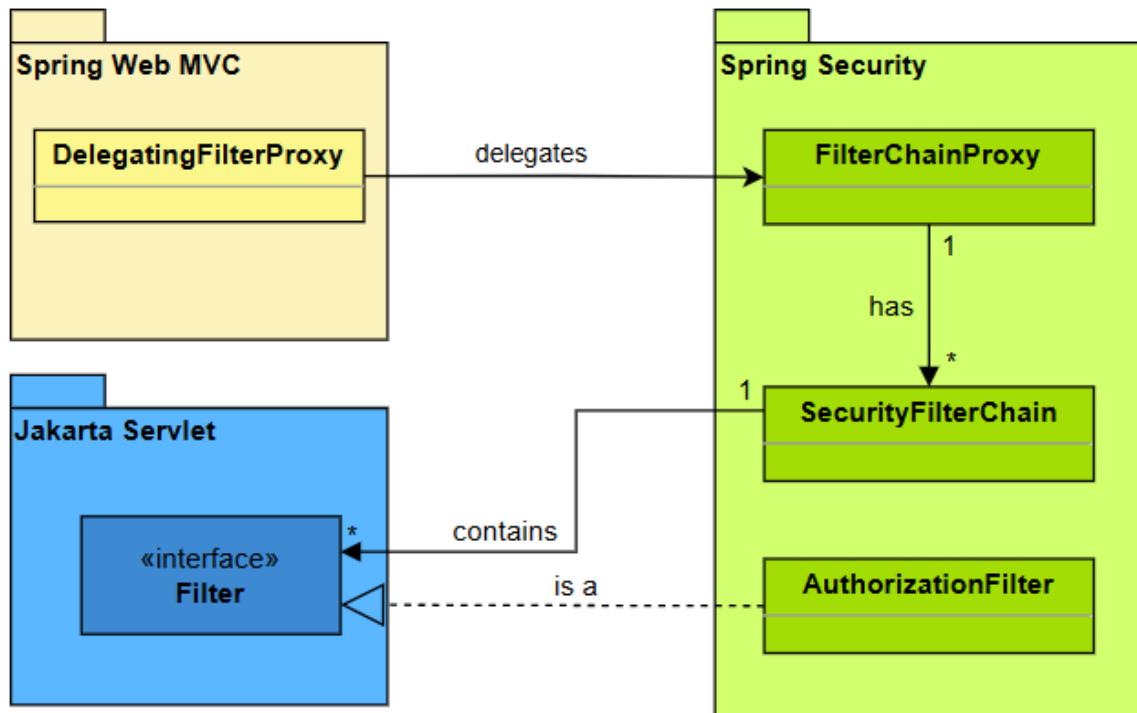 Spring Web MVC
DelegatingFilterProxy
delegates
Spring Security
FilterChainProxy
1
has
*
1
SecurityFilterChain
Jakarta Servlet
«interface»
Filter
*
contains
is a
AuthorizationFilter